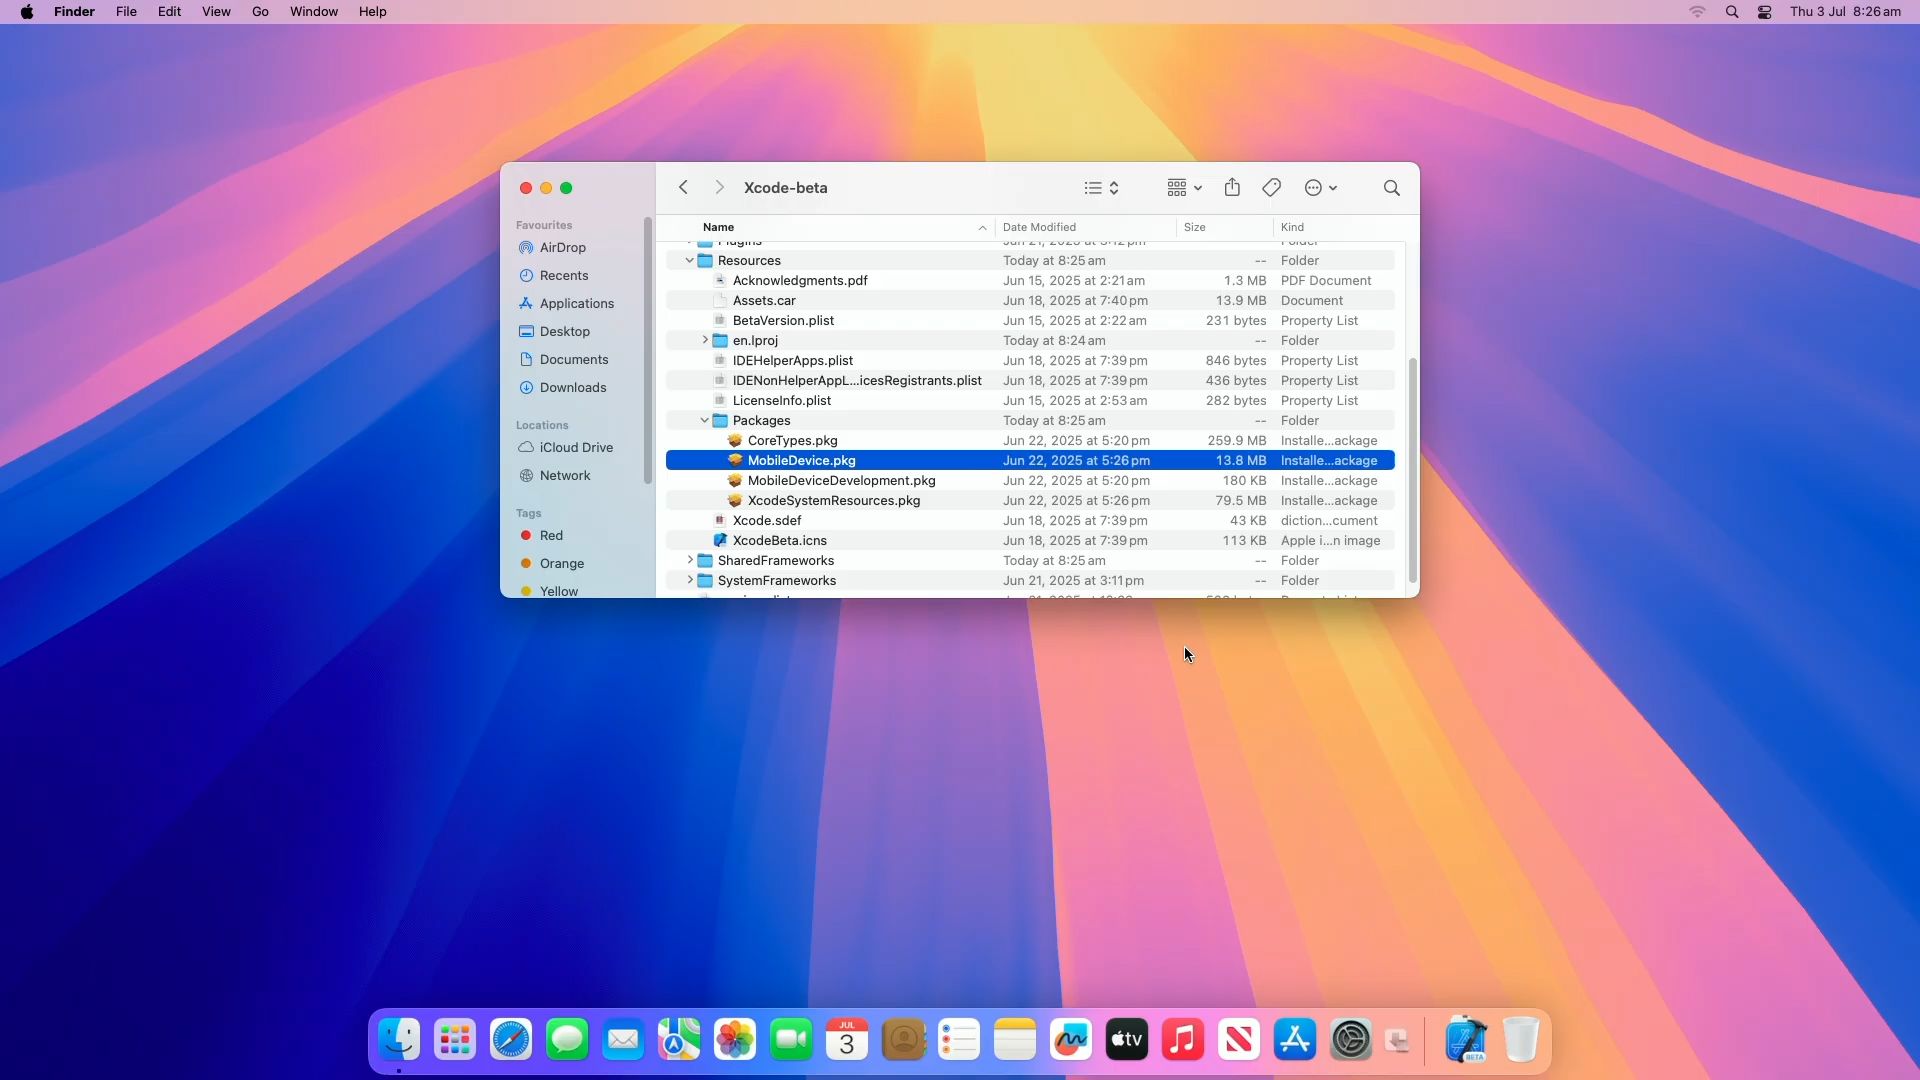 Finder File Edit View Go Window Help Thu 3 Jul 8:26 am
Xcode-beta
Favourites
AirDrop
Recents
Applications
Desktop
Documents
Downloads
Locations
iCloud Drive
Network
Tags
Red
Orange
Yellow
Name Date Modified Size Kind
Resources Today at 8:25 am -- Folder
Acknowledgments.pdf Jun 15, 2025 at 2:21 am 1.3 MB PDF Document
Assets.car Jun 18, 2025 at 7:40 pm 13.9 MB Document
BetaVersion.plist Jun 15, 2025 at 2:22 am 231 bytes Property List
en.lproj Today at 8:24 am -- Folder
IDEHelperApps.plist Jun 18, 2025 at 7:39 pm 846 bytes Property List
IDENonHelperAppL...icesRegistrants.plist Jun 18, 2025 at 7:39 pm 436 bytes Property List
LicenseInfo.plist Jun 15, 2025 at 2:53 am 282 bytes Property List
Packages Today at 8:25 am -- Folder
CoreTypes.pkg Jun 22, 2025 at 5:20 pm 259.9 MB Installe...ackage
MobileDevice.pkg Jun 22, 2025 at 5:26 pm 13.8 MB Installe...ackage
MobileDeviceDevelopment.pkg Jun 22, 2025 at 5:20 pm 180 KB Installe...ackage
XcodeSystemResources.pkg Jun 22, 2025 at 5:26 pm 79.5 MB Installe...ackage
Xcode.sdef Jun 18, 2025 at 7:39 pm 43 KB diction...cument
XcodeBeta.icns Jun 18, 2025 at 7:39 pm 113 KB Apple i...n image
SharedFrameworks Today at 8:25 am -- Folder
SystemFrameworks Jun 21, 2025 at 3:11 pm -- Folder
JUL
3
tv
BETA